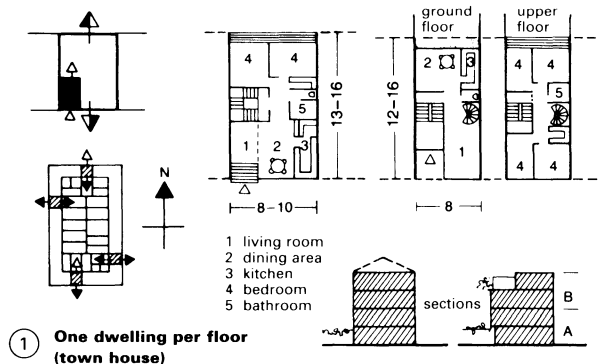 ground
floor
upper
floor
4 4
5
1 2 3
13–16
8–10
12–16
2 3
1
8
4 4
5
4 4
N
1 living room
2 dining area
3 kitchen
4 bedroom
5 bathroom
sections
B
A
1 One dwelling per floor
(town house)